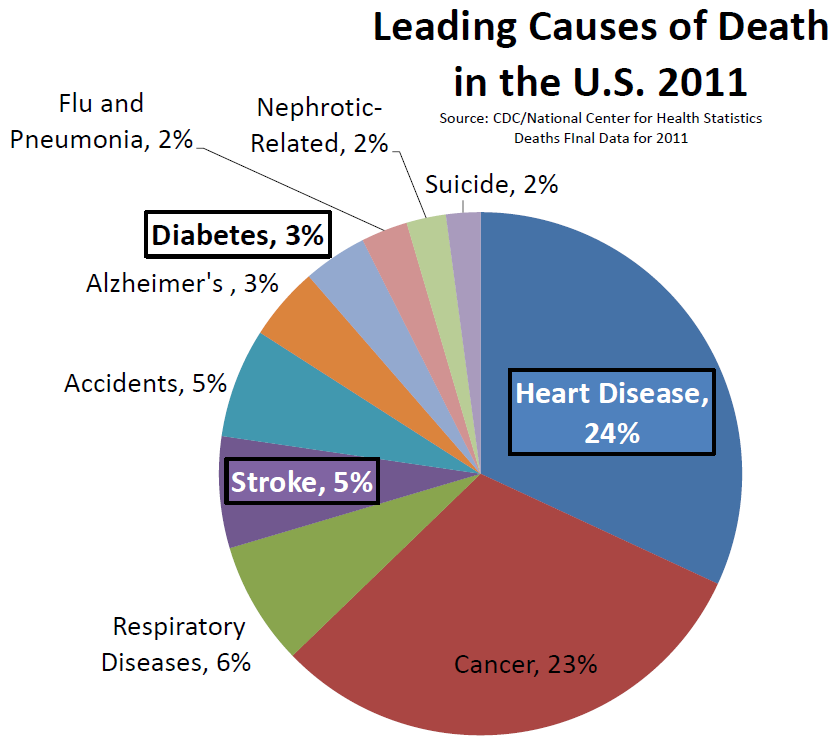 Leading Causes of Death
in the U.S. 2011
Source: CDC/National Center for Health Statistics
Deaths FInal Data for 2011
Flu and
Pneumonia, 2%
Nephrotic-
Related, 2%
Suicide, 2%
Diabetes, 3%
Alzheimer's , 3%
Accidents, 5%
Heart Disease,
24%
Stroke, 5%
Respiratory
Diseases, 6%
Cancer, 23%